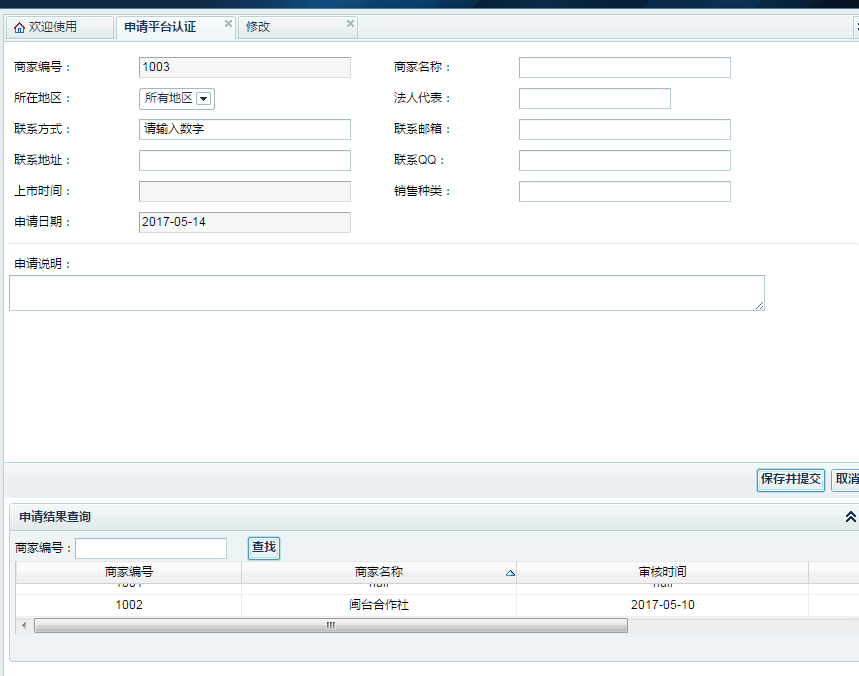 欢迎使用 申请平台认证 修改
商家编号： 1003 商家名称：
所在地区： 所有地区 法人代表：
联系方式： 请输入数字 联系邮箱：
联系地址： 联系QQ：
上市时间： 销售种类：
申请日期： 2017-05-14
申请说明：
保存并提交 取消
申请结果查询
商家编号： 查找
商家编号 商家名称 审核时间
1001 null null
1002 闽台合作社 2017-05-10